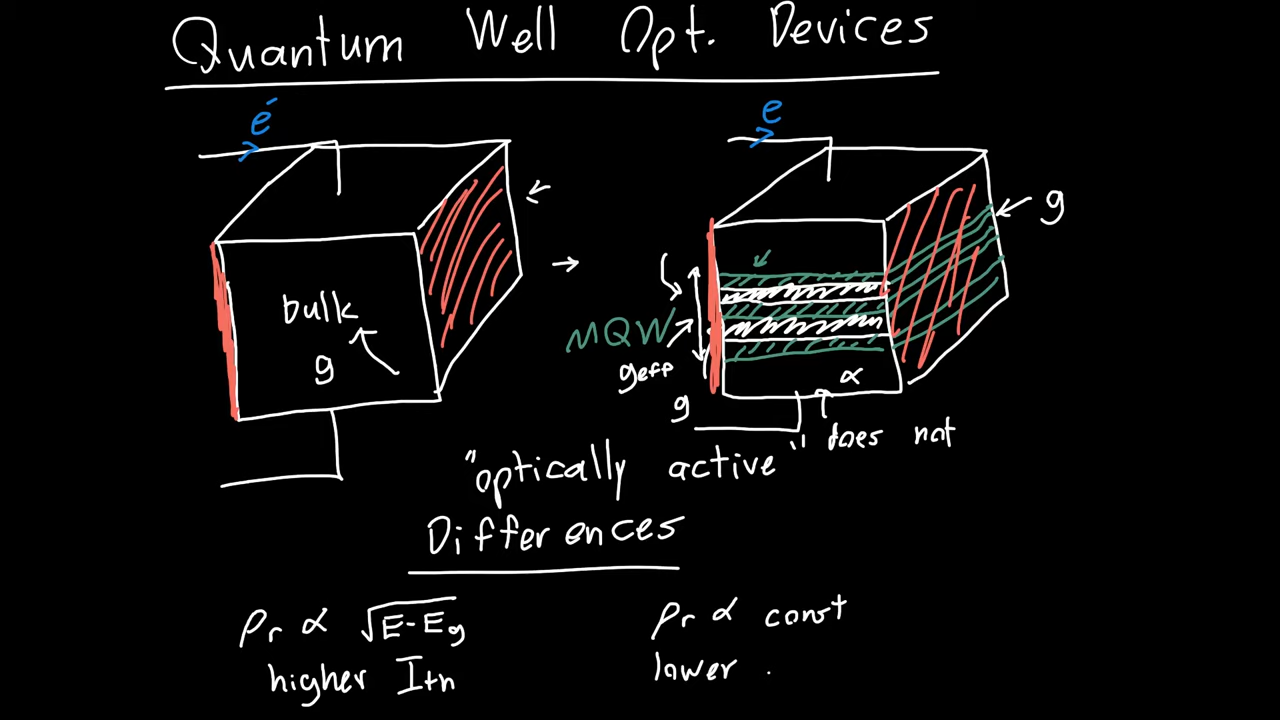 Quantum Well Opt. Devices
e⁻
e
g
bulk
g
MQW
geff
α
g
does not
"optically active"
Differences
ρr ∝ √E-Eg
ρr ∝ const
higher Ith
lower